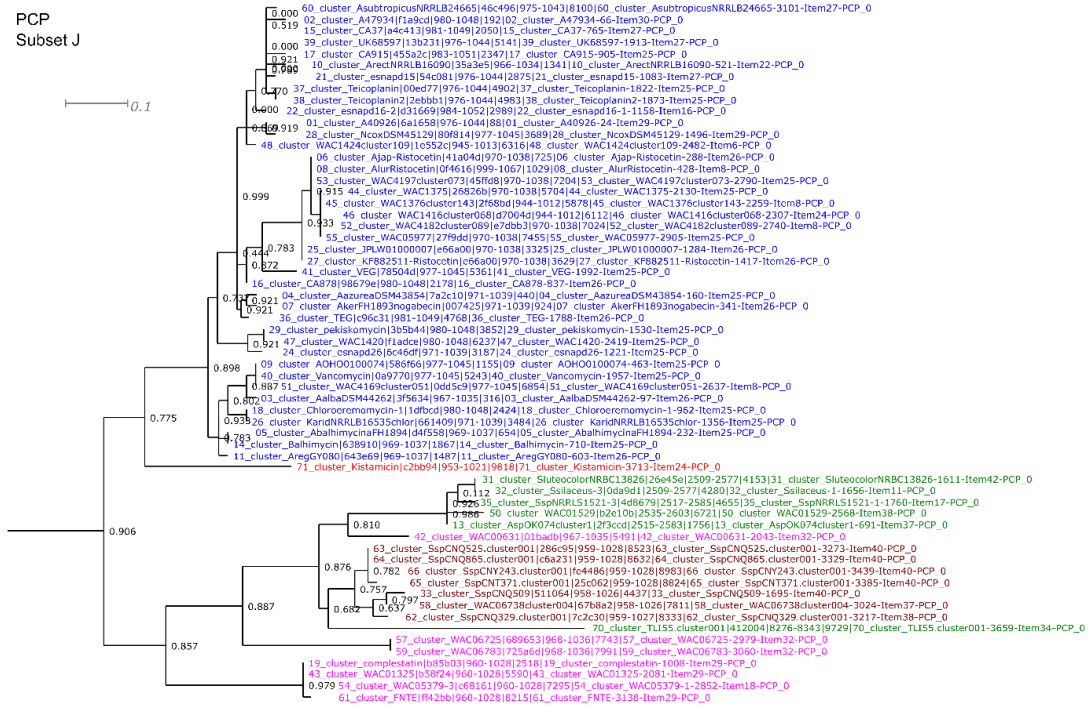 PCP
Subset J
0.1
60_cluster_AsubtropicusNRRLB24665|46c496|975-1043|8100|60_cluster_AsubtropicusNRRLB24665-3101-Item27-PCP_0
0.000
02_cluster_A47934|f1a9cd|980-1048|192|02_cluster_A47934-66-Item30-PCP_0
0.519
15_cluster_CA37|a4c413|981-1049|2050|15_cluster_CA37-765-Item27-PCP_0
39_cluster_UK68597|13b231|976-1044|5141|39_cluster_UK68597-1913-Item27-PCP_0
0.000
17_cluster_CA915|455a2c|983-1051|2347|17_cluster_CA915-905-Item25-PCP_0
0.921
10_cluster_ArectNRRLB16090|35a3e5|966-1034|1341|10_cluster_ArectNRRLB16090-521-Item22-PCP_0
21_cluster_esnapd15|54c081|976-1044|2875|21_cluster_esnapd15-1083-Item27-PCP_0
37_cluster_Teicoplanin|00ed77|976-1044|4902|37_cluster_Teicoplanin-1822-Item25-PCP_0
38_cluster_Teicoplanin2|2ebbb1|976-1044|4983|38_cluster_Teicoplanin2-1873-Item25-PCP_0
0.000
22_cluster_esnapd16-2|d31669|984-1052|2989|22_cluster_esnapd16-1-1158-Item16-PCP_0
01_cluster_A40926|6a1658|976-1044|88|01_cluster_A40926-24-Item29-PCP_0
0.919
28_cluster_NcoxDSM45129|80f814|977-1045|3689|28_cluster_NcoxDSM45129-1496-Item29-PCP_0
48_cluster_WAC1424cluster109|1e552c|945-1013|6316|48_cluster_WAC1424cluster109-2482-Item6-PCP_0
06_cluster_Ajap-Ristocetin|41a04d|970-1038|725|06_cluster_Ajap-Ristocetin-288-Item26-PCP_0
08_cluster_AlurRistocetin|0f4616|999-1067|1029|08_cluster_AlurRistocetin-428-Item8-PCP_0
53_cluster_WAC4197cluster073|45ffd8|970-1038|7204|53_cluster_WAC4197cluster073-2790-Item25-PCP_0
0.915
44_cluster_WAC1375|26826b|970-1038|5704|44_cluster_WAC1375-2130-Item25-PCP_0
0.999
45_cluster_WAC1376cluster143|2f68bd|944-1012|5878|45_cluster_WAC1376cluster143-2259-Item8-PCP_0
46_cluster_WAC1416cluster068|d7004d|944-1012|6112|46_cluster_WAC1416cluster068-2307-Item24-PCP_0
0.933
52_cluster_WAC4182cluster089|e7dbb3|970-1038|7024|52_cluster_WAC4182cluster089-2740-Item8-PCP_0
55_cluster_WAC05977|27f9dd|970-1038|7455|55_cluster_WAC05977-2905-Item25-PCP_0
0.783
25_cluster_JPLW01000007|e66a00|970-1038|3325|25_cluster_JPLW01000007-1284-Item26-PCP_0
0.444
27_cluster_KF882511-Ristocetin|e66a00|970-1038|3629|27_cluster_KF882511-Ristocetin-1417-Item26-PCP_0
0.872
41_cluster_VEG|78504d|977-1045|5361|41_cluster_VEG-1992-Item25-PCP_0
16_cluster_CA878|98679e|980-1048|2178|16_cluster_CA878-837-Item26-PCP_0
04_cluster_AazureaDSM43854|7a2c10|971-1039|440|04_cluster_AazureaDSM43854-160-Item25-PCP_0
0.921
07_cluster_AkerFH1893nogabecin|007425|971-1039|924|07_cluster_AkerFH1893nogabecin-341-Item26-PCP_0
0.921
36_cluster_TEG|c96c31|981-1049|4768|36_cluster_TEG-1788-Item26-PCP_0
29_cluster_pekiskomycin|3b5b44|980-1048|3852|29_cluster_pekiskomycin-1530-Item25-PCP_0
47_cluster_WAC1420|f1adce|980-1048|6237|47_cluster_WAC1420-2419-Item25-PCP_0
0.921
24_cluster_esnapd26|6c46df|971-1039|3187|24_cluster_esnapd26-1221-Item25-PCP_0
0.898
09_cluster_AOHO0100074|586f66|977-1045|1155|09_cluster_AOHO0100074-463-Item25-PCP_0
40_cluster_Vancomycin|0a9770|977-1045|5243|40_cluster_Vancomycin-1957-Item25-PCP_0
0.887
51_cluster_WAC4169cluster051|0dd5c9|977-1045|6854|51_cluster_WAC4169cluster051-2637-Item8-PCP_0
0.802
03_cluster_AalbaDSM44262|3f5634|967-1035|316|03_cluster_AalbaDSM44262-97-Item26-PCP_0
18_cluster_Chloroeremomycin-1|1dfbcd|980-1048|2424|18_cluster_Chloroeremomycin-1-962-Item25-PCP_0
0.775
0.933
26_cluster_KaridNRRLB16535chlor|661409|971-1039|3484|26_cluster_KaridNRRLB16535chlor-1356-Item25-PCP_0
05_cluster_AbalhimycinaFH1894|d4f558|969-1037|654|05_cluster_AbalhimycinaFH1894-232-Item25-PCP_0
0.783
14_cluster_Balhimycin|638910|969-1037|1867|14_cluster_Balhimycin-710-Item25-PCP_0
11_cluster_AregGY080|643e69|969-1037|1487|11_cluster_AregGY080-603-Item26-PCP_0
71_cluster_Kistamicin|c2bb94|953-1021|9818|71_cluster_Kistamicin-3713-Item24-PCP_0
31_cluster_SluteocolorNRBC13826|26e45e|2509-2577|4153|31_cluster_SluteocolorNRBC13826-1611-Item42-PCP_0
0.112
32_cluster_Ssilaceus-3|0da9d1|2509-2577|4280|32_cluster_Ssilaceus-1-1656-Item11-PCP_0
0.926
35_cluster_SspNRRLS1521-3|4d8679|2517-2585|4655|35_cluster_SspNRRLS1521-1-1760-Item17-PCP_0
0.986
50_cluster_WAC01529|b2e10b|2535-2603|6721|50_cluster_WAC01529-2568-Item38-PCP_0
0.810
13_cluster_AspOK074cluster1|2f3ccd|2515-2583|1756|13_cluster_AspOK074cluster1-691-Item37-PCP_0
0.906
42_cluster_WAC00631|01badb|967-1035|5491|42_cluster_WAC00631-2043-Item32-PCP_0
63_cluster_SspCNQ525.cluster001|286c95|959-1028|8523|63_cluster_SspCNQ525.cluster001-3273-Item40-PCP_0
64_cluster_SspCNQ865.cluster001|c6a231|959-1028|8632|64_cluster_SspCNQ865.cluster001-3329-Item40-PCP_0
0.876
0.782
66_cluster_SspCNY243.cluster001|fe4486|959-1028|8983|66_cluster_SspCNY243.cluster001-3439-Item40-PCP_0
65_cluster_SspCNT371.cluster001|25c062|959-1028|8824|65_cluster_SspCNT371.cluster001-3385-Item40-PCP_0
0.757
33_cluster_SspCNQ509|511064|958-1026|4437|33_cluster_SspCNQ509-1695-Item40-PCP_0
0.797
0.887
0.682
0.637
58_cluster_WAC06738cluster004|67b8a2|958-1026|7811|58_cluster_WAC06738cluster004-3024-Item37-PCP_0
62_cluster_SspCNQ329.cluster001|7c2c30|959-1027|8333|62_cluster_SspCNQ329.cluster001-3217-Item38-PCP_0
70_cluster_TLI55.cluster001|412004|8276-8343|9729|70_cluster_TLI55.cluster001-3659-Item34-PCP_0
57_cluster_WAC06725|689653|968-1036|7743|57_cluster_WAC06725-2979-Item32-PCP_0
0.857
59_cluster_WAC06783|725a6d|968-1036|7991|59_cluster_WAC06783-3060-Item32-PCP_0
19_cluster_complestatin|b85b03|960-1028|2518|19_cluster_complestatin-1008-Item29-PCP_0
43_cluster_WAC01325|b58f24|960-1028|5590|43_cluster_WAC01325-2081-Item29-PCP_0
0.979
54_cluster_WAC05379-3|c68161|960-1028|7295|54_cluster_WAC05379-1-2852-Item18-PCP_0
61_cluster_FNTE|ff42bb|960-1028|8215|61_cluster_FNTE-3138-Item29-PCP_0